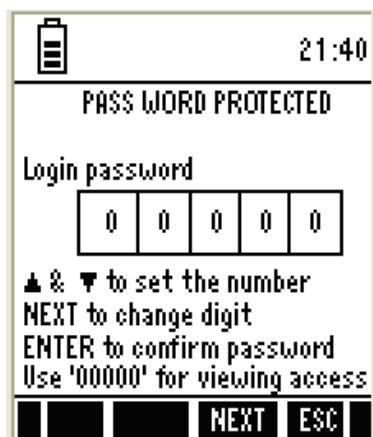 21:40
PASS WORD PROTECTED
Login password
0 0 0 0 0
▲ & ▼ to set the number
NEXT to change digit
ENTER to confirm password
Use '00000' for viewing access
NEXT ESC